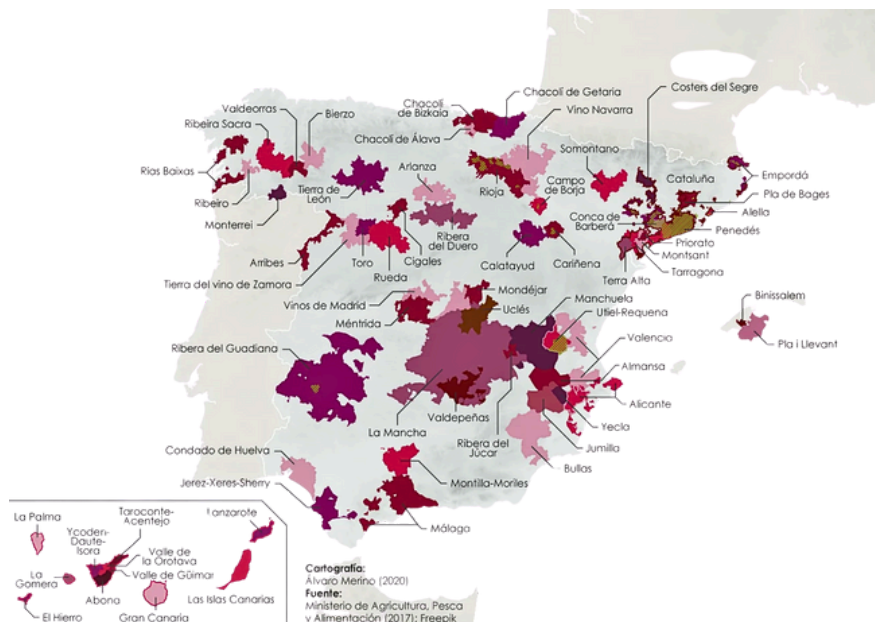 Valdeorras
Bierzo
Ribeira Sacra
Rías Baixas
Ribeiro
Monterrei
Tierra de
León
Chacolí
de Bizkaia
Chacolí de Getaria
Chacolí de Álava
Vino Navarra
Costers del Segre
Arianza
Rioja
Campo
de Borja
Somontano
Cataluña
Empordá
Pla de Bages
Alella
Penedés
Conca de
Barberá
Priorato
Montsant
Tarragona
Terra Alta
Arribes
Toro
Rueda
Cigales
Ribera
del Duero
Calatayud
Cariñena
Tierra del vino de Zamora
Vinos de Madrid
Mondéjar
Méntrida
Uclés
Manchuela
Utiel-Requena
Binissalem
Pla i Llevant
Valencia
Almansa
Alicante
Yecla
Jumilla
Bullas
Ribera del Guadiana
La Mancha
Valdepeñas
Ribera del
Júcar
Condado de Huelva
Jerez-Xeres-Sherry
Montilla-Moriles
Málaga
La Palma
Ycoden-
Daute-
Isora
Taroconte-
Acentejo
Lanzarote
Valle de
la Orotava
Valle de Güímar
La
Gomera
Abona
Las Islas Canarias
El Hierro
Gran Canaria
Cartografía:
Álvaro Merino (2020)
Fuente:
Ministerio de Agricultura, Pesca
y Alimentación (2017); Freepik